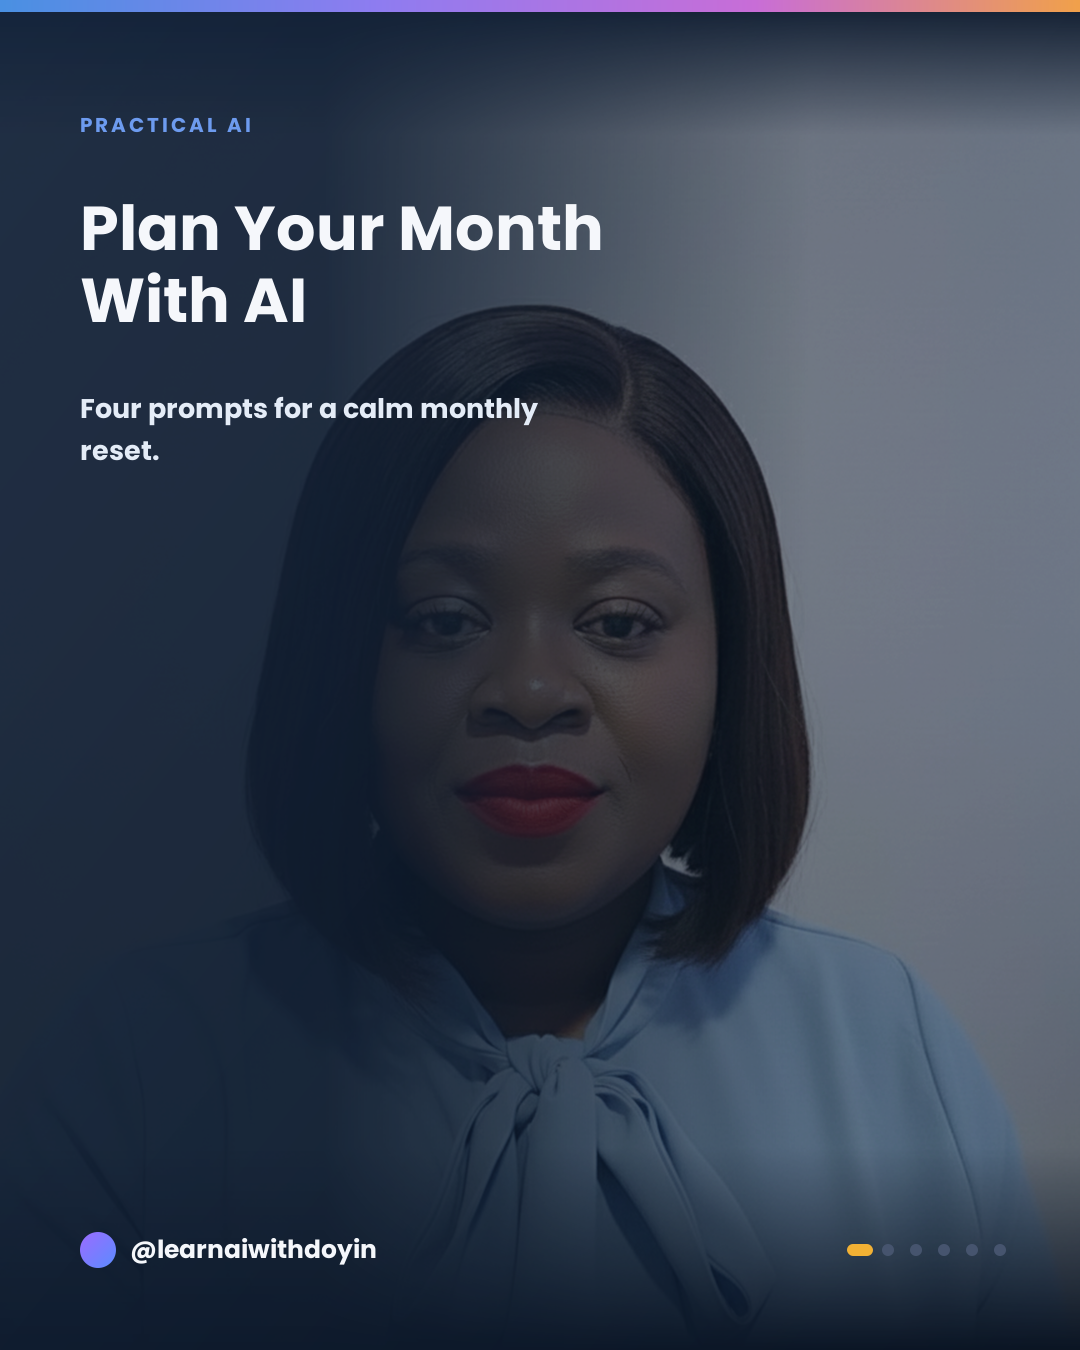 PRACTICAL AI
Plan Your Month
With AI
Four prompts for a calm monthly
reset.
@learnaiwithdoyin